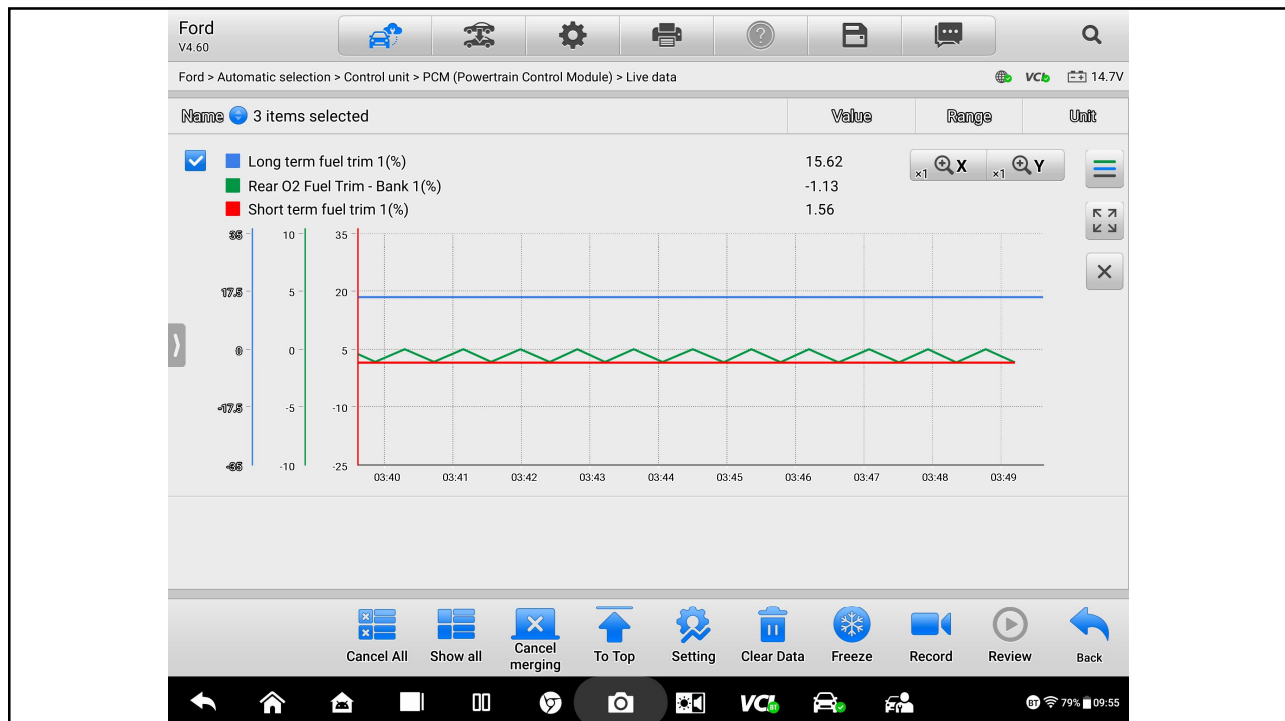 Ford
V4.60
Ford > Automatic selection > Control unit > PCM (Powertrain Control Module) > Live data
VCI
14.7V
Name 3 items selected Value Range Unit
Long term fuel trim 1(%) 15.62
×1 X ×1 Y
Rear O2 Fuel Trim - Bank 1(%) -1.13
Short term fuel trim 1(%) 1.56
35 10 35
17.5 5 20
0 0 5
-17.5 -5 -10
-35 -10 -25
03:40 03:41 03:42 03:43 03:44 03:45 03:46 03:47 03:48 03:49
Cancel All Show all Cancel merging To Top Setting Clear Data Freeze Record Review Back
VCI BT BT 79% 09:55